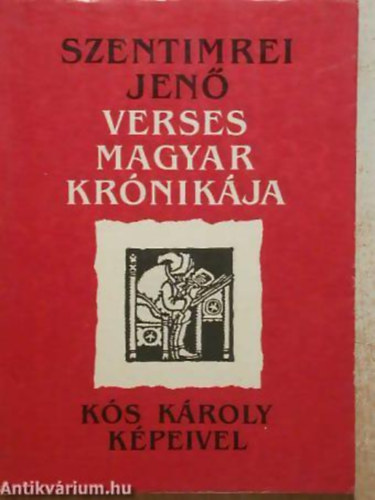 SZENTIMREI
JENŐ
VERSES
MAGYAR
KRÓNIKÁJA
KÓS KÁROLY
KÉPEIVEL
Antikvárium.hu